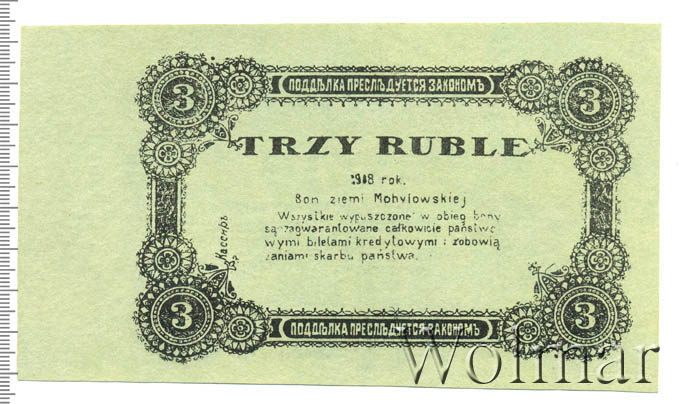 3 ПОДДѢЛКА ПРЕСЛѢДУЕТСЯ ЗАКОНОМЪ 3
TRZY RUBLE
1918 rok.
Bon ziemi Mohylowskiej
Wszystkie wypuszczone w obieg bony
są zagwarantowane całkowicie państwo
wymi biletami kredytowymi i zobowią
zaniami skarbu państwa.
Кассиръ
3 ПОДДѢЛКА ПРЕСЛѢДУЕТСЯ ЗАКОНОМЪ 3
Wolmar